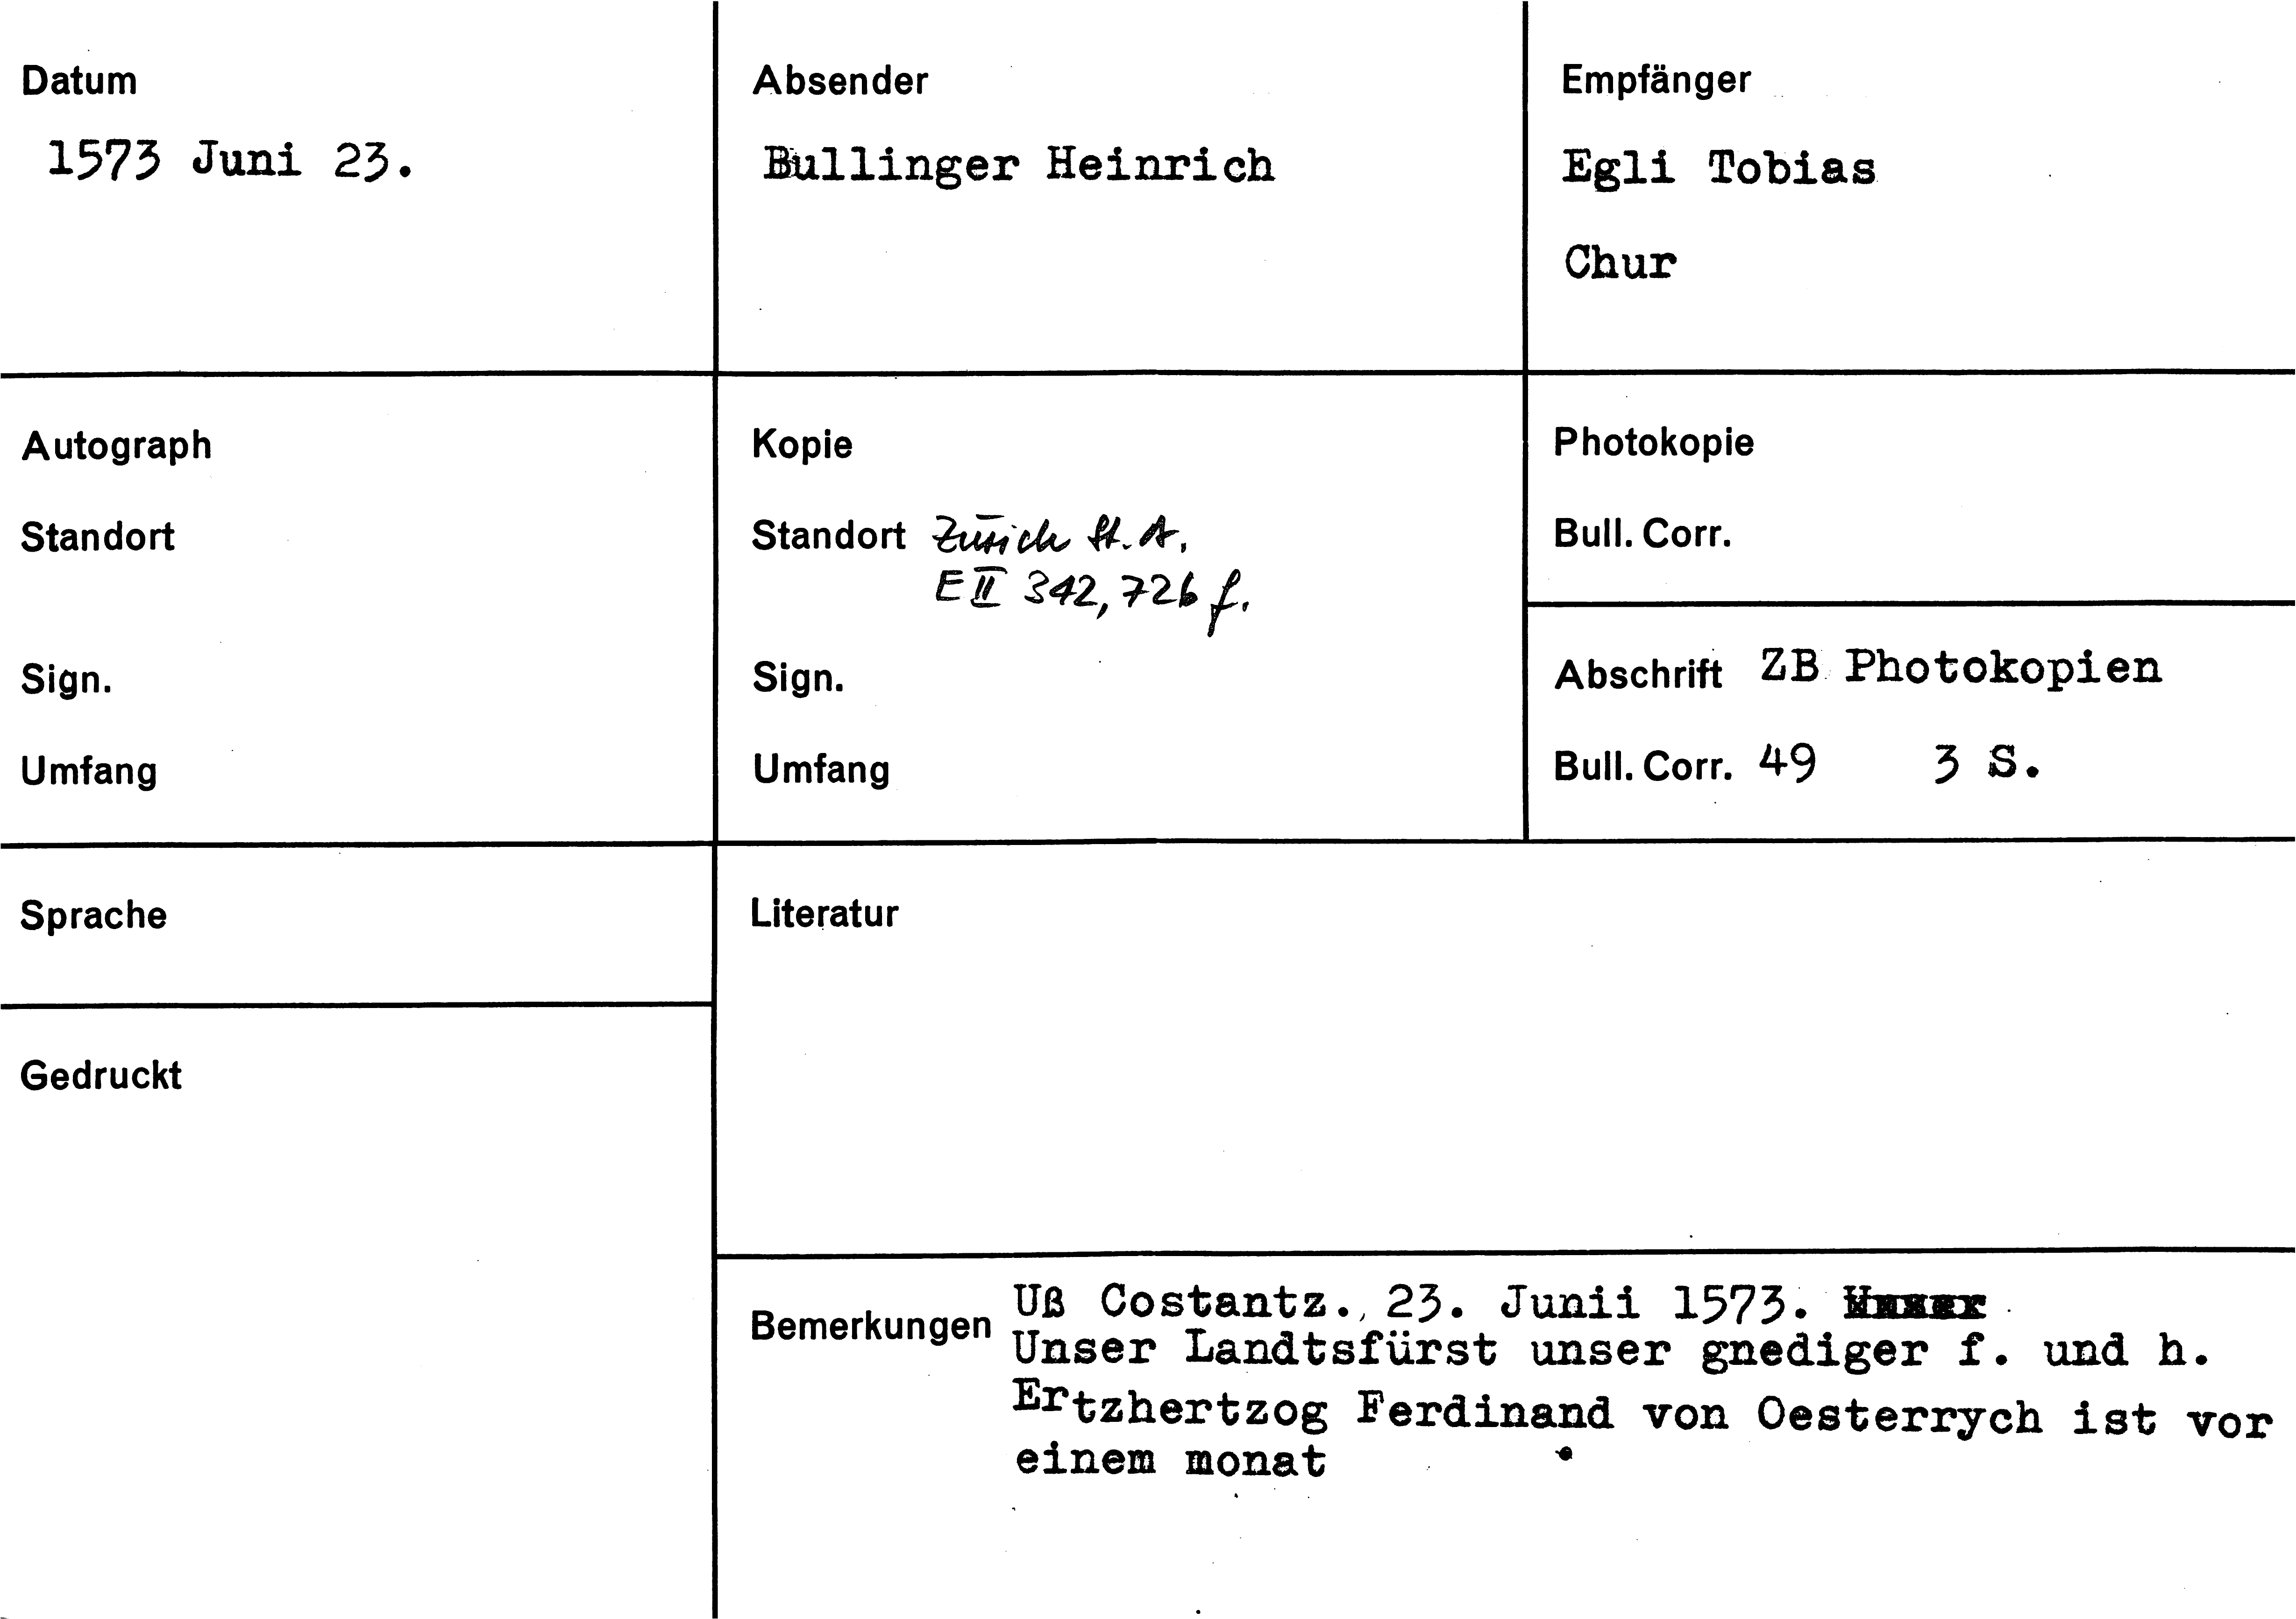 Datum
1573 Juni 23.
Absender
Bullinger Heinrich
Empfänger
Egli Tobias
Chur
Autograph
Standort
Sign.
Umfang
Kopie
Standort Zürich St. A.
E II 342, 726 f.
Sign.
Umfang
Photokopie
Bull. Corr.
Abschrift ZB Photokopien
Bull. Corr. 49 3 S.
Sprache
Gedruckt
Literatur
Bemerkungen Uß Costantz., 23. Junii 1573.
Unser Landtsfürst unser gnediger f. und h.
Ertzhertzog Ferdinand von Oesterrych ist vor
einem monat